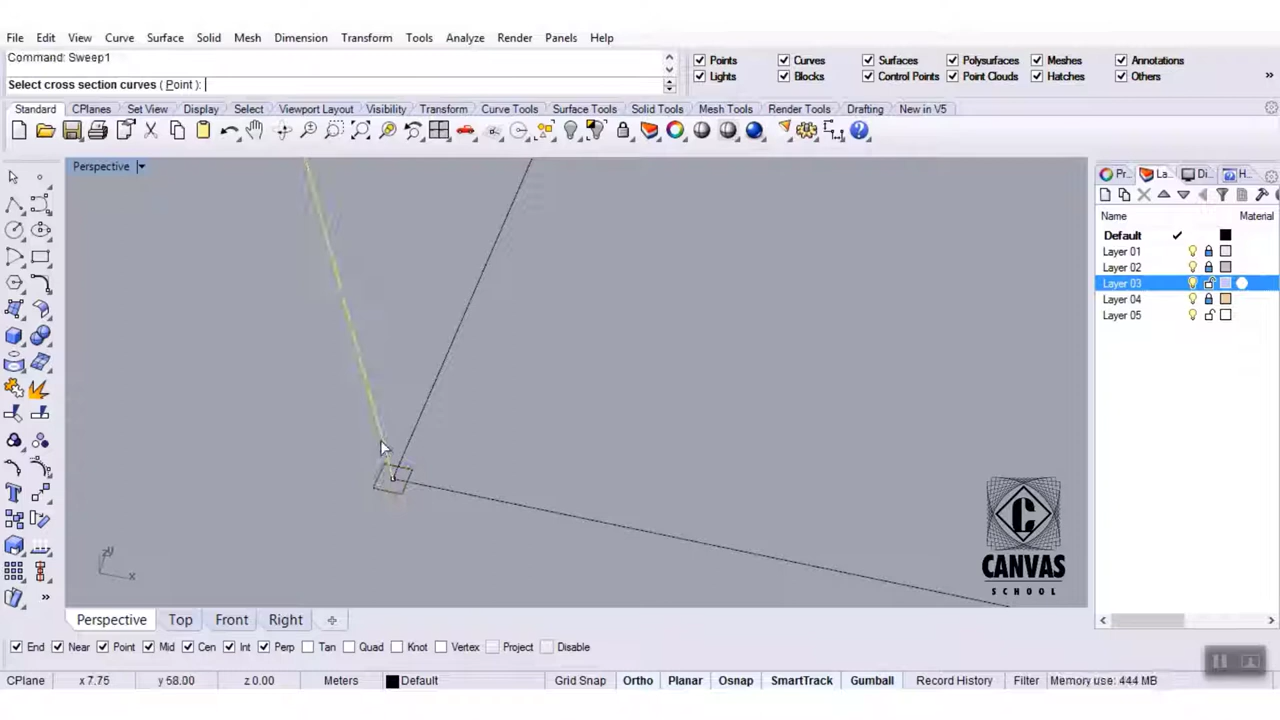 File Edit View Curve Surface Solid Mesh Dimension Transform Tools Analyze Render Panels Help
Command: Sweep1
Select cross section curves ( Point ):
Points Curves Surfaces Polysurfaces Meshes Annotations
Lights Blocks Control Points Point Clouds Hatches Others
Standard CPlanes Set View Display Select Viewport Layout Visibility Transform Curve Tools Surface Tools Solid Tools Mesh Tools Render Tools Drafting New in V5
Perspective
Pr... La... Di... H...
Name Material
Default
Layer 01
Layer 02
Layer 03
Layer 04
Layer 05
zy
x
CANVAS
SCHOOL
Perspective Top Front Right
End Near Point Mid Cen Int Perp Tan Quad Knot Vertex Project Disable
CPlane x 7.75 y 58.00 z 0.00 Meters Default Grid Snap Ortho Planar Osnap SmartTrack Gumball Record History Filter Memory use: 444 MB